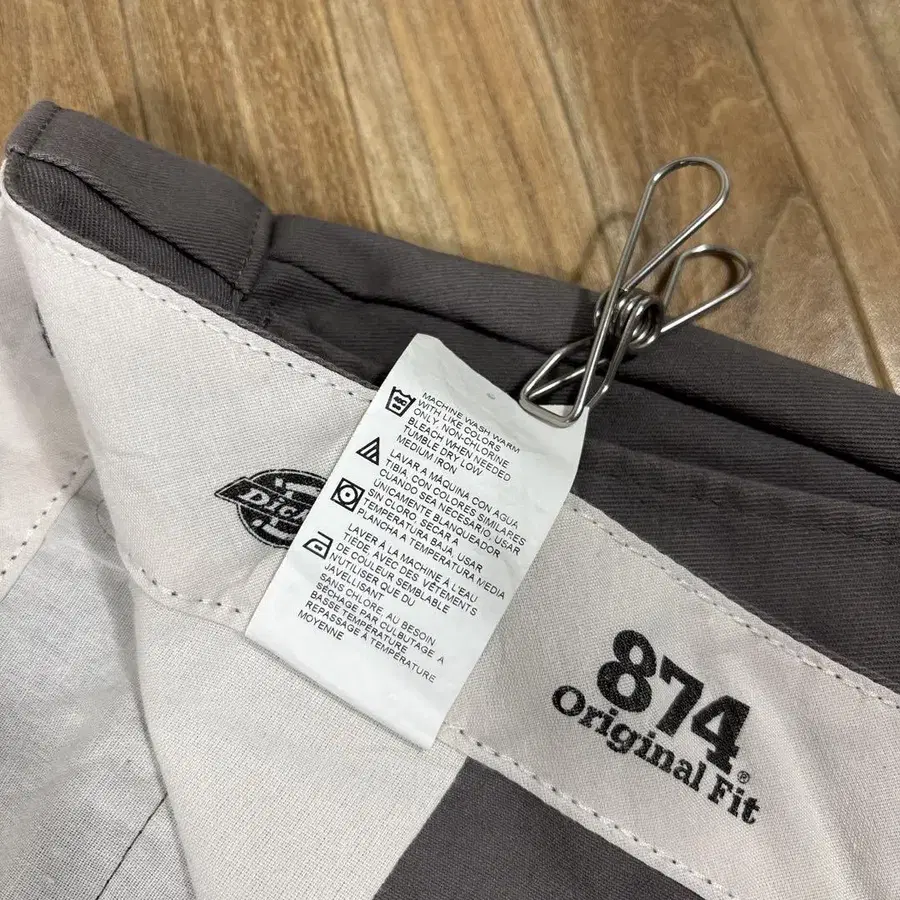 MACHINE WASH WARM
WITH LIKE COLORS
ONLY, NON-CHLORINE
BLEACH WHEN NEEDED
TUMBLE DRY LOW
MEDIUM IRON
LAVAR A MÁQUINA CON AGUA
TIBIA, CON COLORES SIMILARES
CUANDO SEA NECESARIO, USAR
ÚNICAMENTE BLANQUEADOR
SIN CLORO, SECAR A
TEMPERATURA BAJA, USAR
PLANCHA A TEMPERATURA MEDIA
LAVER À LA MACHINE À L'EAU
TIÈDE, AVEC DES VÊTEMENTS
DE COULEUR SEMBLABLE
N'UTILISER QUE DU
JAVELLISANT
SANS CHLORE, AU BESOIN
SÉCHAGE PAR CULBUTAGE À
BASSE TEMPÉRATURE
REPASSAGE À TEMPÉRATURE
MOYENNE
874®
Original Fit